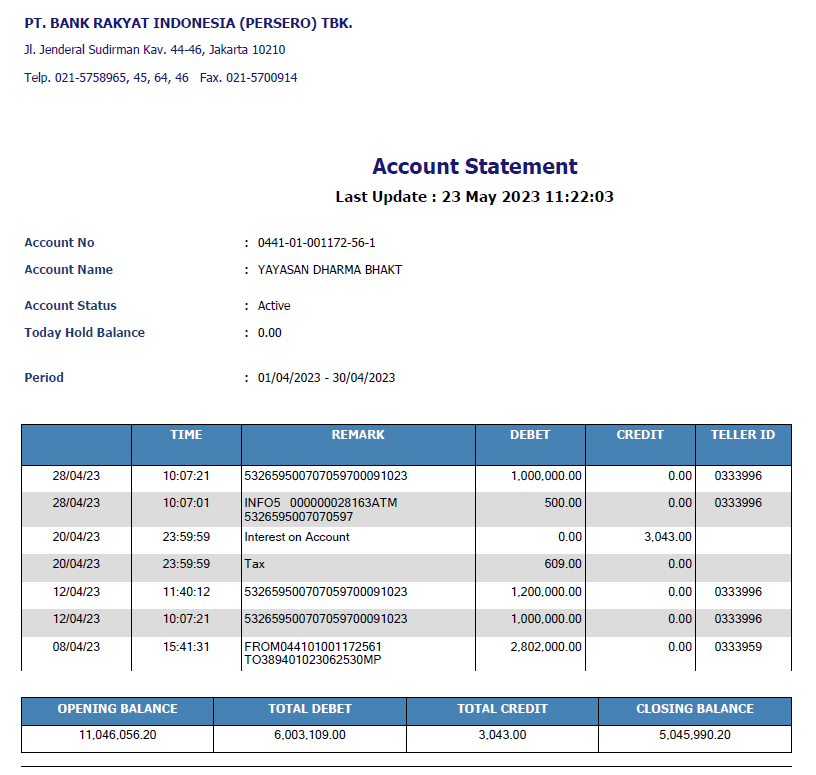 PT. BANK RAKYAT INDONESIA (PERSERO) TBK.
Jl. Jenderal Sudirman Kav. 44-46, Jakarta 10210
Telp. 021-5758965, 45, 64, 46 Fax. 021-5700914
Account Statement
Last Update : 23 May 2023 11:22:03
Account No : 0441-01-001172-56-1
Account Name : YAYASAN DHARMA BHAKT
Account Status : Active
Today Hold Balance : 0.00
Period : 01/04/2023 - 30/04/2023
TIME REMARK DEBET CREDIT TELLER ID
28/04/23 10:07:21 532659500707059700091023 1,000,000.00 0.00 0333996
28/04/23 10:07:01 INFO5 000000028163ATM 500.00 0.00 0333996
5326595007070597
20/04/23 23:59:59 Interest on Account 0.00 3,043.00
20/04/23 23:59:59 Tax 609.00 0.00
12/04/23 11:40:12 532659500707059700091023 1,200,000.00 0.00 0333996
12/04/23 10:07:21 532659500707059700091023 1,000,000.00 0.00 0333996
08/04/23 15:41:31 FROM044101001172561 2,802,000.00 0.00 0333959
TO389401023062530MP
OPENING BALANCE TOTAL DEBET TOTAL CREDIT CLOSING BALANCE
11,046,056.20 6,003,109.00 3,043.00 5,045,990.20